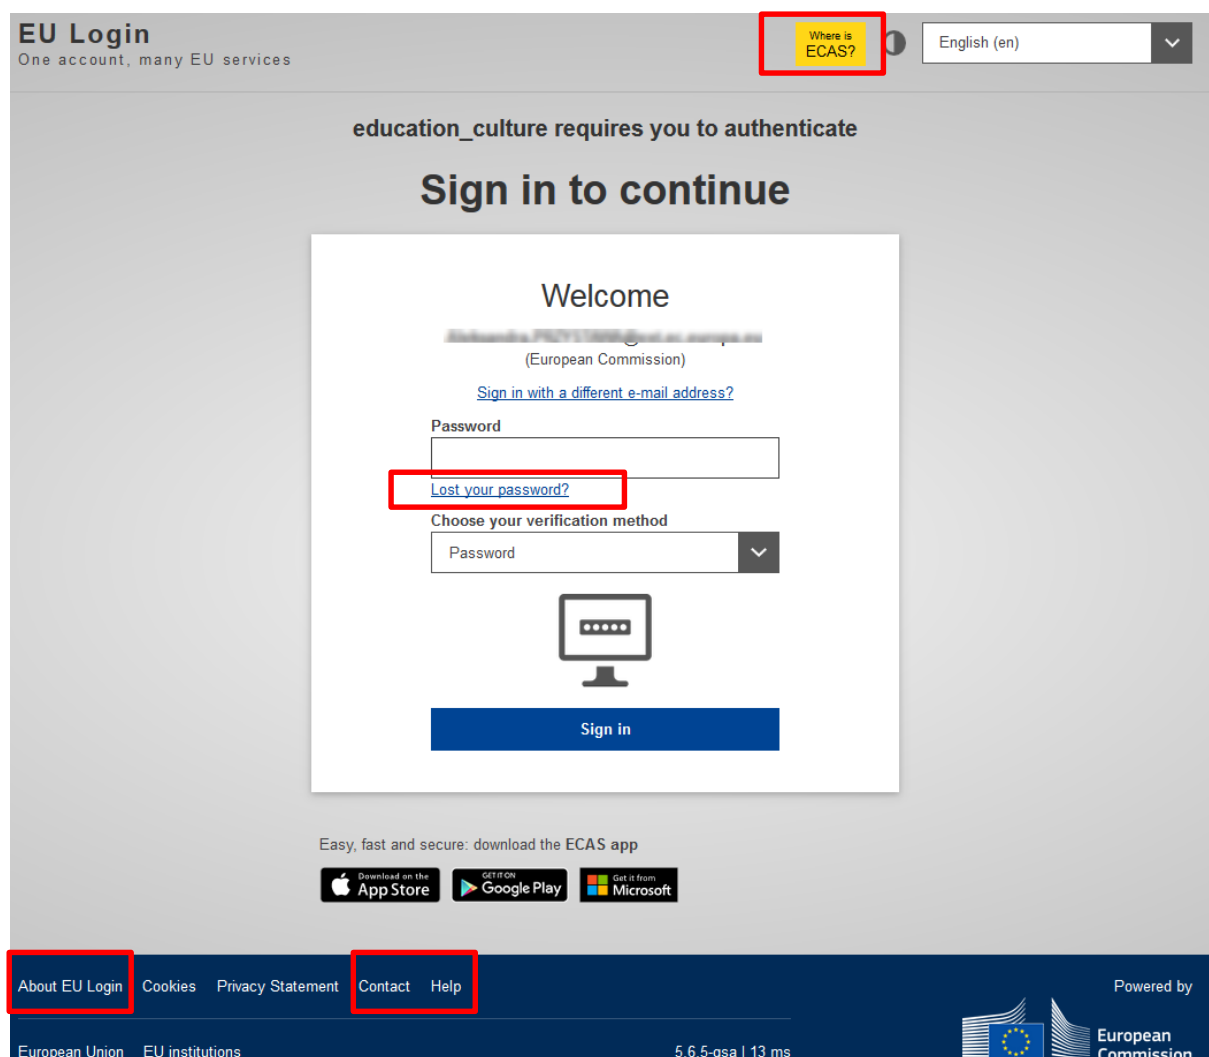 EU Login
One account, many EU services
Where is
ECAS?
English (en)
education_culture requires you to authenticate
Sign in to continue
Welcome
(European Commission)
Sign in with a different e-mail address?
Password
Lost your password?
Choose your verification method
Password
Sign in
Easy, fast and secure: download the ECAS app
Download on the
App Store
GET IT ON
Google Play
Get it from
Microsoft
About EU Login Cookies Privacy Statement Contact Help
Powered by
European Union EU institutions
5.6.5-gsa | 13 ms
European
Commission